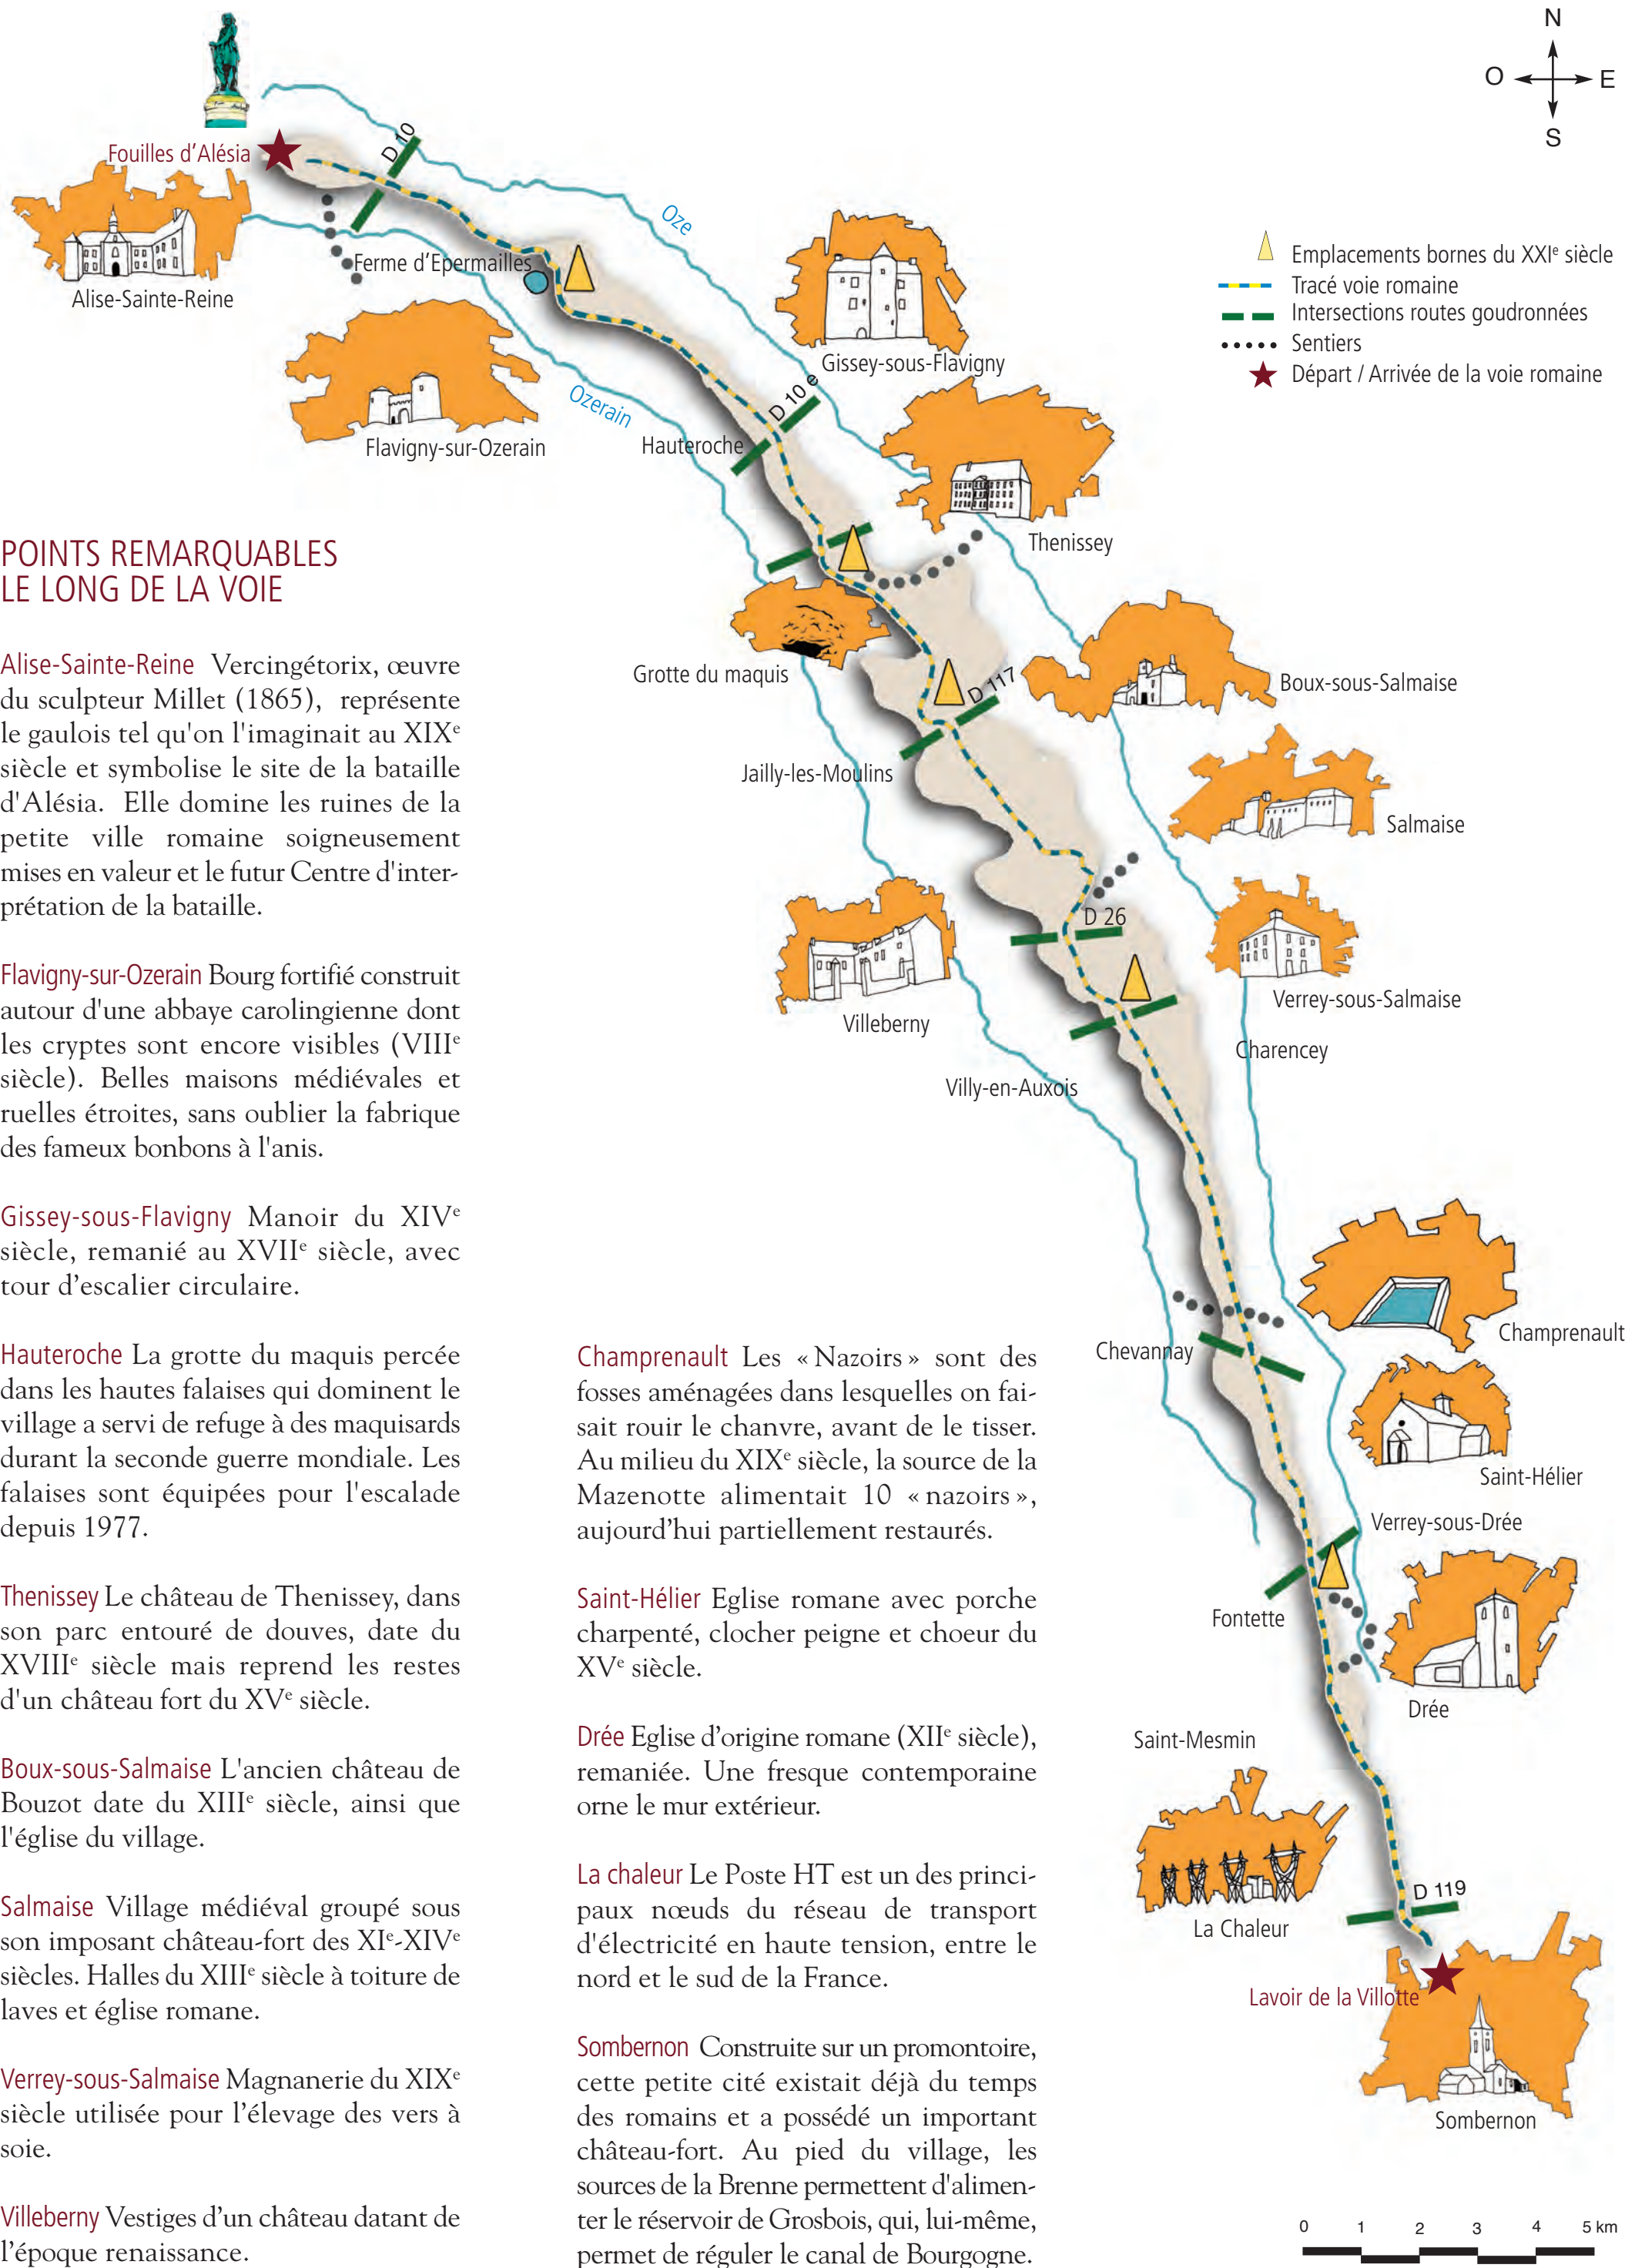 N
O E
S
Fouilles d'Alésia
D 10
Oze
Ferme d'Epermailles
Alise-Sainte-Reine
Emplacements bornes du XXIe siècle
Tracé voie romaine
Intersections routes goudronnées
Sentiers
Départ / Arrivée de la voie romaine
Gissey-sous-Flavigny
D 10 e
Ozerain
Flavigny-sur-Ozerain
Hauteroche
Thenissey
Grotte du maquis
D 117
Boux-sous-Salmaise
Jailly-les-Moulins
Salmaise
D 26
Villeberny
Verrey-sous-Salmaise
Charencey
Villy-en-Auxois
Champrenault
Chevannay
Saint-Hélier
Verrey-sous-Drée
Fontette
Drée
Saint-Mesmin
D 119
La Chaleur
Lavoir de la Villotte
Sombernon
0 1 2 3 4 5 km
POINTS REMARQUABLES
LE LONG DE LA VOIE
Alise-Sainte-Reine Vercingétorix, œuvre
du sculpteur Millet (1865), représente
le gaulois tel qu'on l'imaginait au XIXe
siècle et symbolise le site de la bataille
d'Alésia. Elle domine les ruines de la
petite ville romaine soigneusement
mises en valeur et le futur Centre d'inter-
prétation de la bataille.
Flavigny-sur-Ozerain Bourg fortifié construit
autour d'une abbaye carolingienne dont
les cryptes sont encore visibles (VIIIe
siècle). Belles maisons médiévales et
ruelles étroites, sans oublier la fabrique
des fameux bonbons à l'anis.
Gissey-sous-Flavigny Manoir du XIVe
siècle, remanié au XVIIe siècle, avec
tour d'escalier circulaire.
Hauteroche La grotte du maquis percée
dans les hautes falaises qui dominent le
village a servi de refuge à des maquisards
durant la seconde guerre mondiale. Les
falaises sont équipées pour l'escalade
depuis 1977.
Thenissey Le château de Thenissey, dans
son parc entouré de douves, date du
XVIIIe siècle mais reprend les restes
d'un château fort du XVe siècle.
Boux-sous-Salmaise L'ancien château de
Bouzot date du XIIIe siècle, ainsi que
l'église du village.
Salmaise Village médiéval groupé sous
son imposant château-fort des XIe-XIVe
siècles. Halles du XIIIe siècle à toiture de
laves et église romane.
Verrey-sous-Salmaise Magnanerie du XIXe
siècle utilisée pour l'élevage des vers à
soie.
Villeberny Vestiges d'un château datant de
l'époque renaissance.
Champrenault Les « Nazoirs » sont des
fosses aménagées dans lesquelles on fai-
sait rouir le chanvre, avant de le tisser.
Au milieu du XIXe siècle, la source de la
Mazenotte alimentait 10 « nazoirs »,
aujourd'hui partiellement restaurés.
Saint-Hélier Eglise romane avec porche
charpenté, clocher peigne et choeur du
XVe siècle.
Drée Eglise d'origine romane (XIIe siècle),
remaniée. Une fresque contemporaine
orne le mur extérieur.
La chaleur Le Poste HT est un des princi-
paux nœuds du réseau de transport
d'électricité en haute tension, entre le
nord et le sud de la France.
Sombernon Construite sur un promontoire,
cette petite cité existait déjà du temps
des romains et a possédé un important
château-fort. Au pied du village, les
sources de la Brenne permettent d'alimen-
ter le réservoir de Grosbois, qui, lui-même,
permet de réguler le canal de Bourgogne.